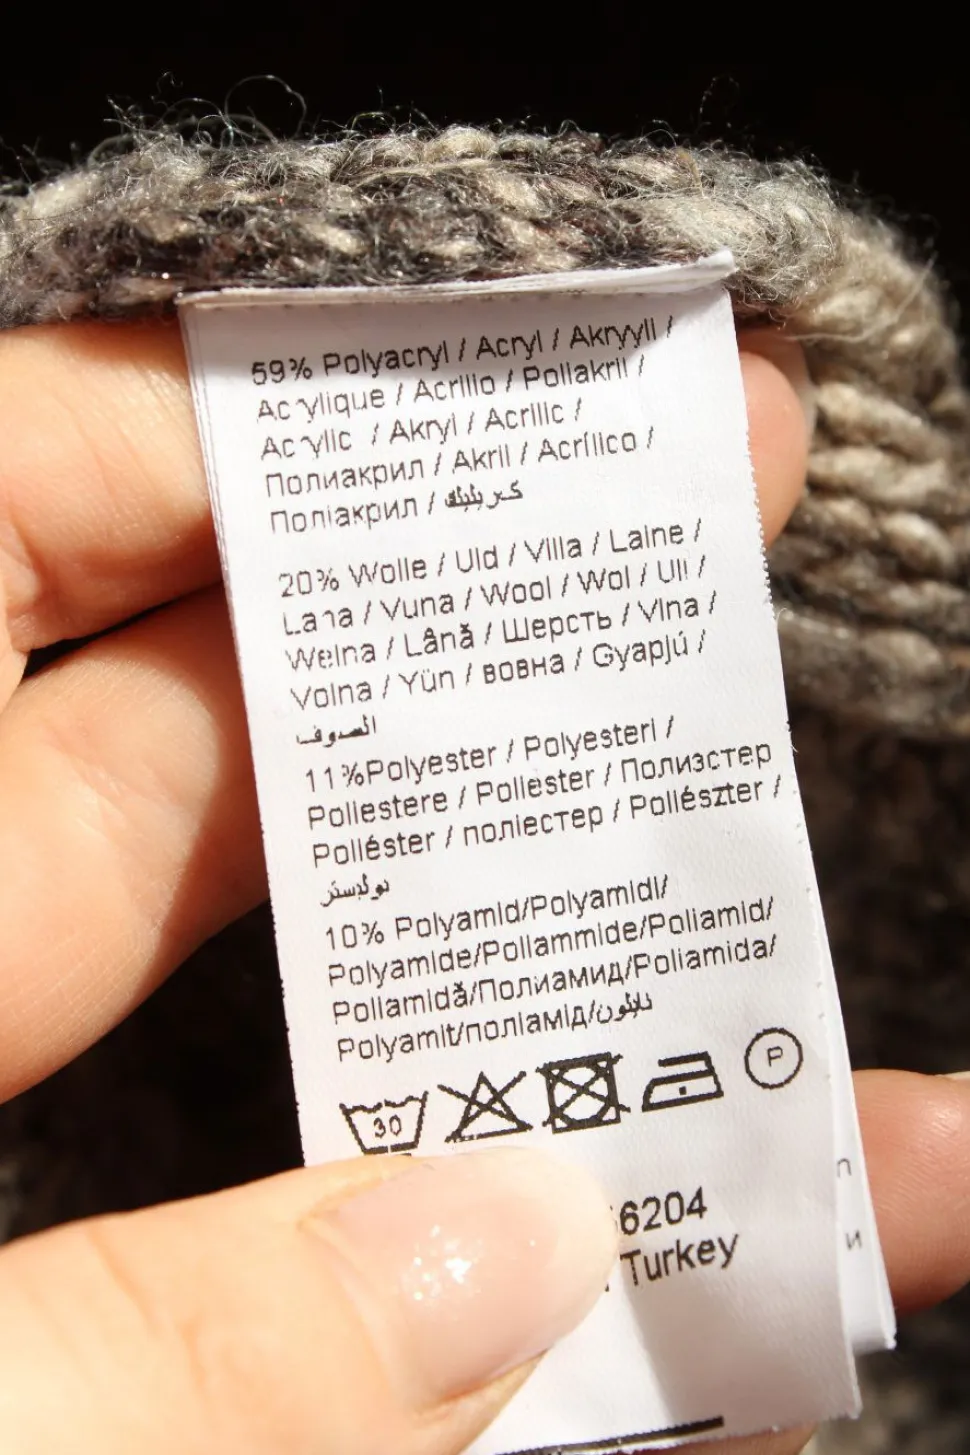 59% Polyacryl / Acryl / Akryyli /
Acrylique / Acrilio / Poliakril /
Acrylic / Akryl / Acrilic /
Полиакрил / Akril / Acrílico /
Поліакрил / كريليك
20% Wolle / Uld / Villa / Laine /
Lana / Vuna / Wool / Wol / Ull /
Welna / Lână / Шерсть / Vlna /
Volna / Yün / вовна / Gyapjú /
الصوف
11%Polyester / Polyesteri /
Poliestere / Poliester / Полиэстер
Poliéster / поліестер / Poliészter /
بوليستر
10% Polyamid/Polyamidi/
Polyamide/Poliammide/Poliamid/
Poliamidă/Полиамид/Poliamida/
Polyamit/поліамід/نايلون
30 P
6204
Turkey
п
и